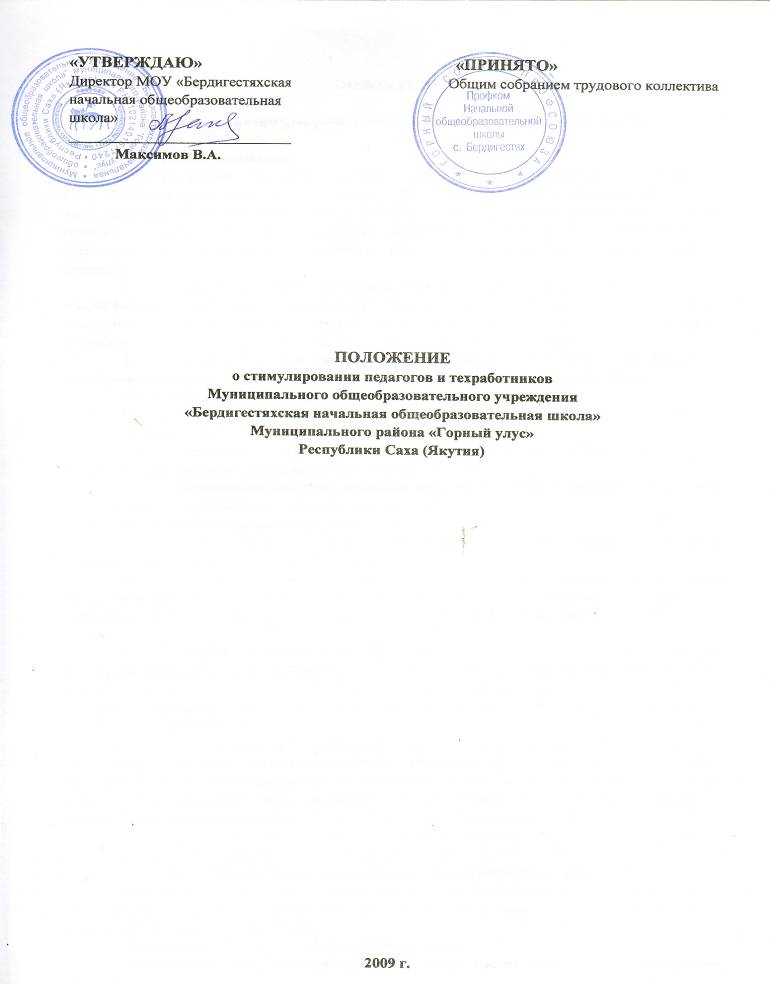 «УТВЕРЖДАЮ»
Директор МОУ «Бердигестяхская
начальная общеобразовательная
школа»
Максимов В.А.
«ПРИНЯТО»
Общим собранием трудового коллектива
Профком
Начальной
общеобразовательной
школы
с. Бердигестях
ПОЛОЖЕНИЕ
о стимулировании педагогов и техработников
Муниципального общеобразовательного учреждения
«Бердигестяхская начальная общеобразовательная школа»
Муниципального района «Горный улус»
Республики Саха (Якутия)
2009 г.